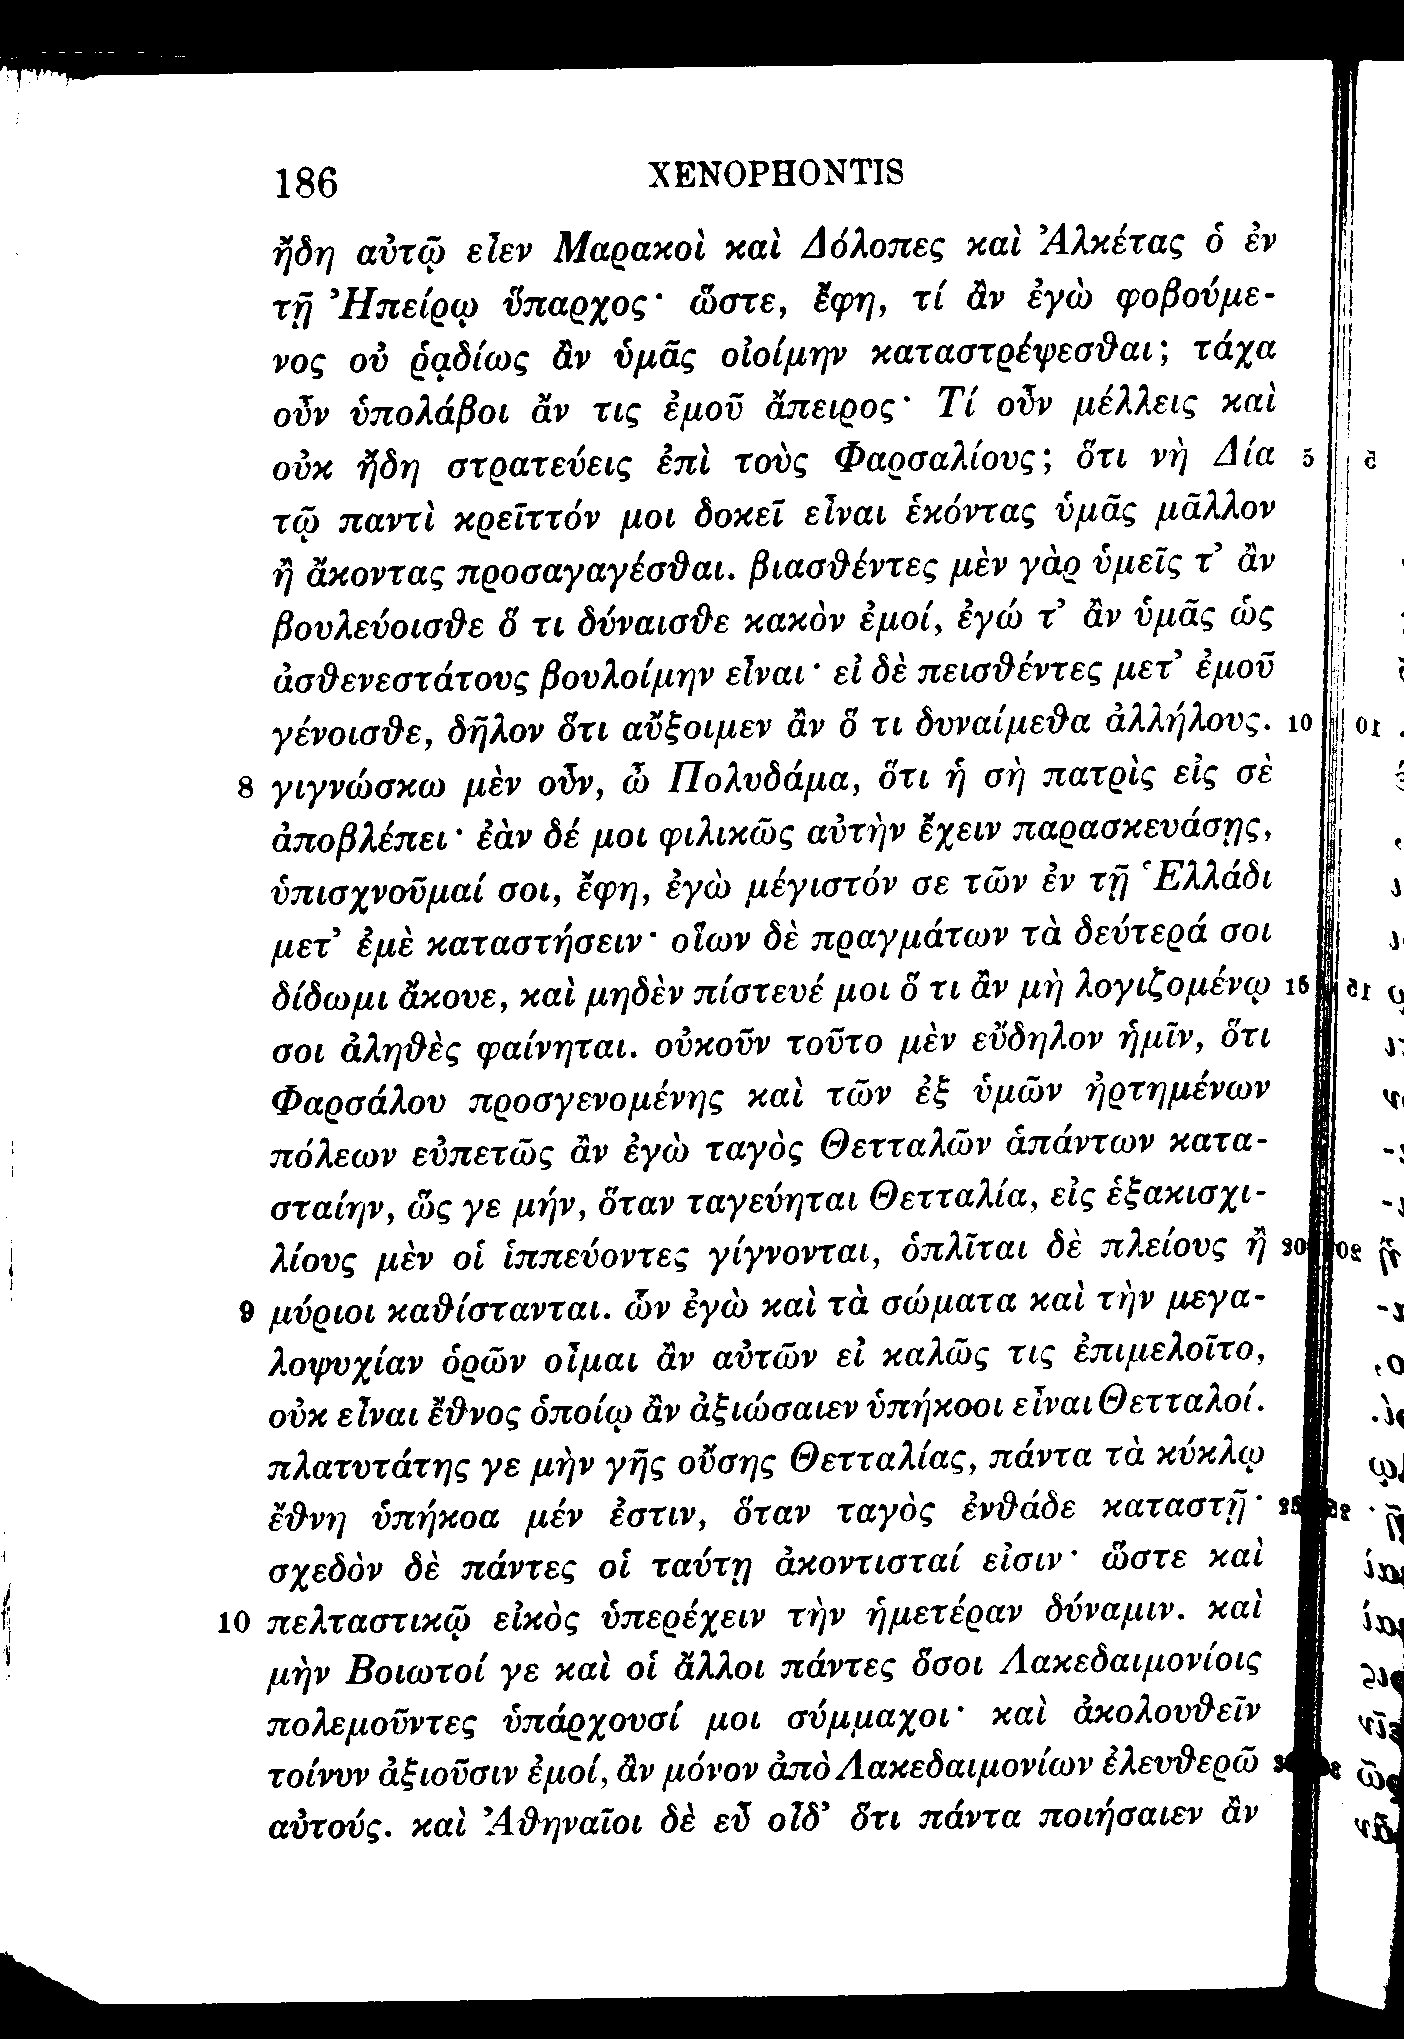 186 XENOPHONTIS
ἤδη αὐτῷ εἶεν Μαρακοὶ καὶ Δόλοπες καὶ Ἀλκέτας ὁ ἐν
τῇ Ἠπείρῳ ὕπαρχος· ὥστε, ἔφη, τί ἂν ἐγὼ φοβούμε-
νος οὐ ῥᾳδίως ἂν ὑμᾶς οἰοίμην καταστρέψεσθαι; τάχα
οὖν ὑπολάβοι ἄν τις ἐμοῦ ἄπειρος· Τί οὖν μέλλεις καὶ
οὐκ ἤδη στρατεύεις ἐπὶ τοὺς Φαρσαλίους; ὅτι νὴ Δία 5
τῷ παντὶ κρεῖττόν μοι δοκεῖ εἶναι ἑκόντας ὑμᾶς μᾶλλον
ἢ ἄκοντας προσαγαγέσθαι. βιασθέντες μὲν γὰρ ὑμεῖς τ’ ἂν
βουλεύοισθε ὅ τι δύναισθε κακὸν ἐμοί, ἐγώ τ’ ἂν ὑμᾶς ὡς
ἀσθενεστάτους βουλοίμην εἶναι· εἰ δὲ πεισθέντες μετ’ ἐμοῦ
γένοισθε, δῆλον ὅτι αὔξοιμεν ἂν ὅ τι δυναίμεθα ἀλλήλους. 10
8 γιγνώσκω μὲν οὖν, ὦ Πολυδάμα, ὅτι ἡ σὴ πατρὶς εἰς σὲ
ἀποβλέπει· ἐὰν δέ μοι φιλικῶς αὐτὴν ἔχειν παρασκευάσῃς,
ὑπισχνοῦμαί σοι, ἔφη, ἐγὼ μέγιστόν σε τῶν ἐν τῇ Ἑλλάδι
μετ’ ἐμὲ καταστήσειν· οἵων δὲ πραγμάτων τὰ δεύτερά σοι
δίδωμι ἄκουε, καὶ μηδὲν πίστευέ μοι ὅ τι ἂν μὴ λογιζομένῳ 15
σοι ἀληθὲς φαίνηται. οὐκοῦν τοῦτο μὲν εὔδηλον ἡμῖν, ὅτι
Φαρσάλου προσγενομένης καὶ τῶν ἐξ ὑμῶν ἠρτημένων
πόλεων εὐπετῶς ἂν ἐγὼ ταγὸς Θετταλῶν ἁπάντων κατα-
σταίην, ὥς γε μήν, ὅταν ταγεύηται Θετταλία, εἰς ἑξακισχι-
λίους μὲν οἱ ἱππεύοντες γίγνονται, ὁπλῖται δὲ πλείους ἢ 20
9 μύριοι καθίστανται. ὧν ἐγὼ καὶ τὰ σώματα καὶ τὴν μεγα-
λοψυχίαν ὁρῶν οἶμαι ἂν αὐτῶν εἰ καλῶς τις ἐπιμελοῖτο,
οὐκ εἶναι ἔθνος ὁποίῳ ἂν ἀξιώσαιεν ὑπήκοοι εἶναι Θετταλοί.
πλατυτάτης γε μὴν γῆς οὔσης Θετταλίας, πάντα τὰ κύκλῳ
ἔθνη ὑπήκοα μέν ἐστιν, ὅταν ταγὸς ἐνθάδε καταστῇ·
σχεδὸν δὲ πάντες οἱ ταύτῃ ἀκοντισταί εἰσιν· ὥστε καὶ
10 πελταστικῷ εἰκὸς ὑπερέχειν τὴν ἡμετέραν δύναμιν. καὶ
μὴν Βοιωτοί γε καὶ οἱ ἄλλοι πάντες ὅσοι Λακεδαιμονίοις
πολεμοῦντες ὑπάρχουσί μοι σύμμαχοι· καὶ ἀκολουθεῖν
τοίνυν ἀξιοῦσιν ἐμοί, ἂν μόνον ἀπὸ Λακεδαιμονίων ἐλευθερῶ
αὐτούς. καὶ Ἀθηναῖοι δὲ εὖ οἶδ’ ὅτι πάντα ποιήσαιεν ἂν